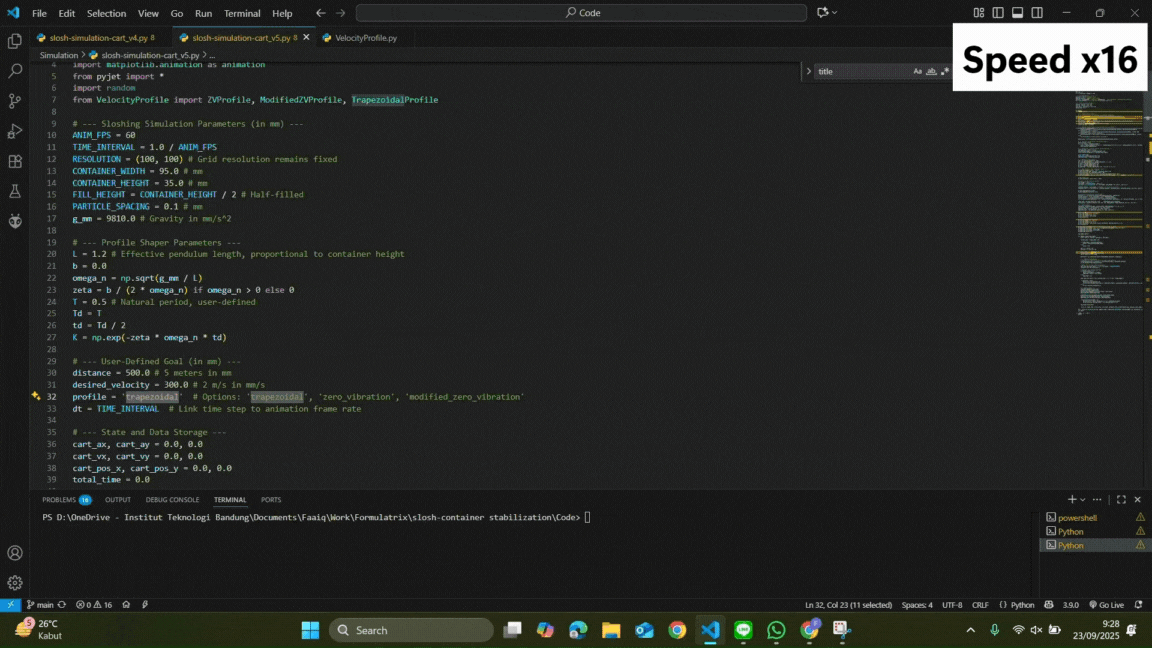 File Edit Selection View Go Run Terminal Help
Code
slosh-simulation-cart_v4.py 8
slosh-simulation-cart_v5.py 8
VelocityProfile.py
Speed x16
Simulation > slosh-simulation-cart_v5.py > ...
title
Aa ab .*
4 import matplotlib.animation as animation
5 from pyjet import *
6 import random
7 from VelocityProfile import ZVProfile, ModifiedZVProfile, TrapezoidalProfile
8
9 # --- Sloshing Simulation Parameters (in mm) ---
10 ANIM_FPS = 60
11 TIME_INTERVAL = 1.0 / ANIM_FPS
12 RESOLUTION = (100, 100) # Grid resolution remains fixed
13 CONTAINER_WIDTH = 95.0 # mm
14 CONTAINER_HEIGHT = 35.0 # mm
15 FILL_HEIGHT = CONTAINER_HEIGHT / 2 # Half-filled
16 PARTICLE_SPACING = 0.1 # mm
17 g_mm = 9810.0 # Gravity in mm/s^2
18
19 # --- Profile Shaper Parameters ---
20 L = 1.2 # Effective pendulum length, proportional to container height
21 b = 0.0
22 omega_n = np.sqrt(g_mm / L)
23 zeta = b / (2 * omega_n) if omega_n > 0 else 0
24 T = 0.5 # Natural period, user-defined
25 Td = T
26 td = Td / 2
27 K = np.exp(-zeta * omega_n * td)
28
29 # --- User-Defined Goal (in mm) ---
30 distance = 500.0 # 5 meters in mm
31 desired_velocity = 300.0 # 2 m/s in mm/s
32 profile = 'trapezoidal' # Options: 'trapezoidal', 'zero_vibration', 'modified_zero_vibration'
33 dt = TIME_INTERVAL # Link time step to animation frame rate
34
35 # --- State and Data Storage ---
36 cart_ax, cart_ay = 0.0, 0.0
37 cart_vx, cart_vy = 0.0, 0.0
38 cart_pos_x, cart_pos_y = 0.0, 0.0
39 total_time = 0.0
PROBLEMS 18 OUTPUT DEBUG CONSOLE TERMINAL PORTS
PS D:\OneDrive - Institut Teknologi Bandung\Documents\Faaiq\Work\Formulatrix\slosh-container stabilization\Code>
powershell
Python
Python
main 0 16
Ln 32, Col 23 (11 selected) Spaces: 4 UTF-8 CRLF Python 3.9.0 Go Live
5
26°C
Kabut
Search
9:28
23/09/2025